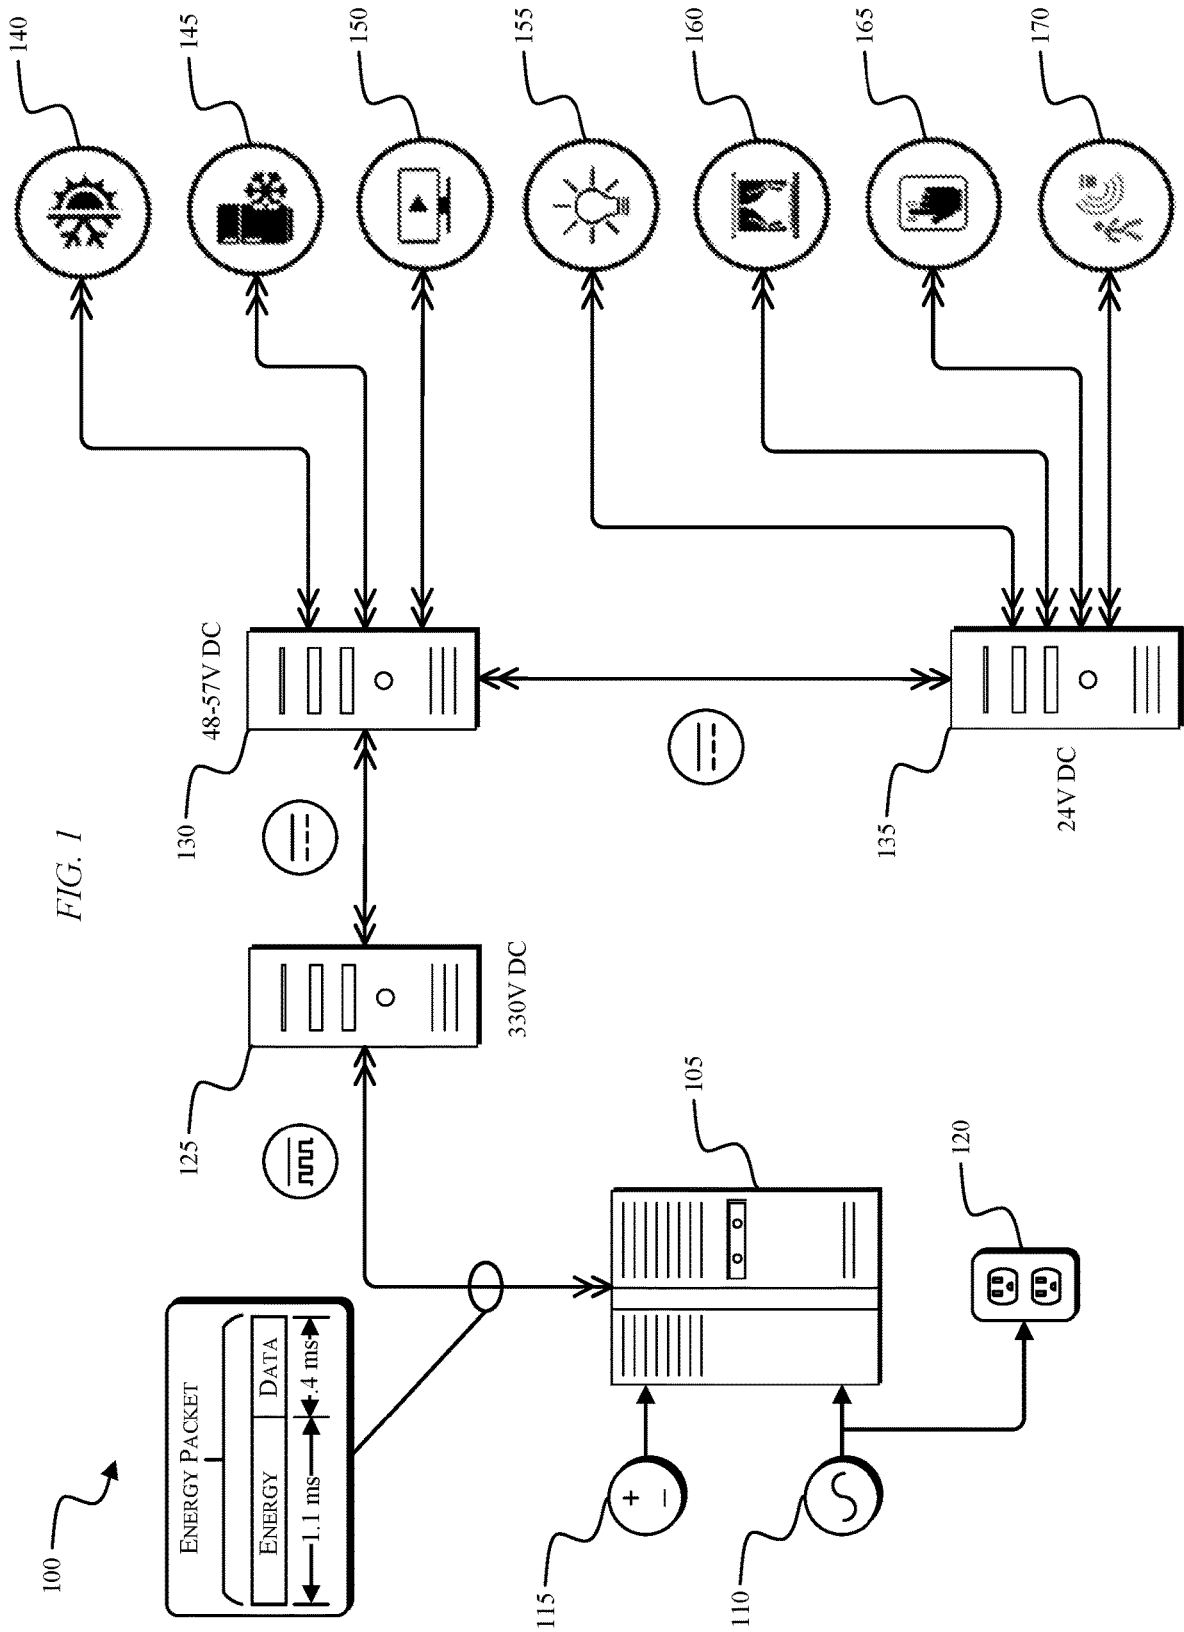 FIG. 1
100
ENERGY PACKET
ENERGY
DATA
1.1 ms
.4 ms
115
110
105
120
125
330V DC
130
48-57V DC
135
24V DC
140
145
150
155
160
165
170
+
−